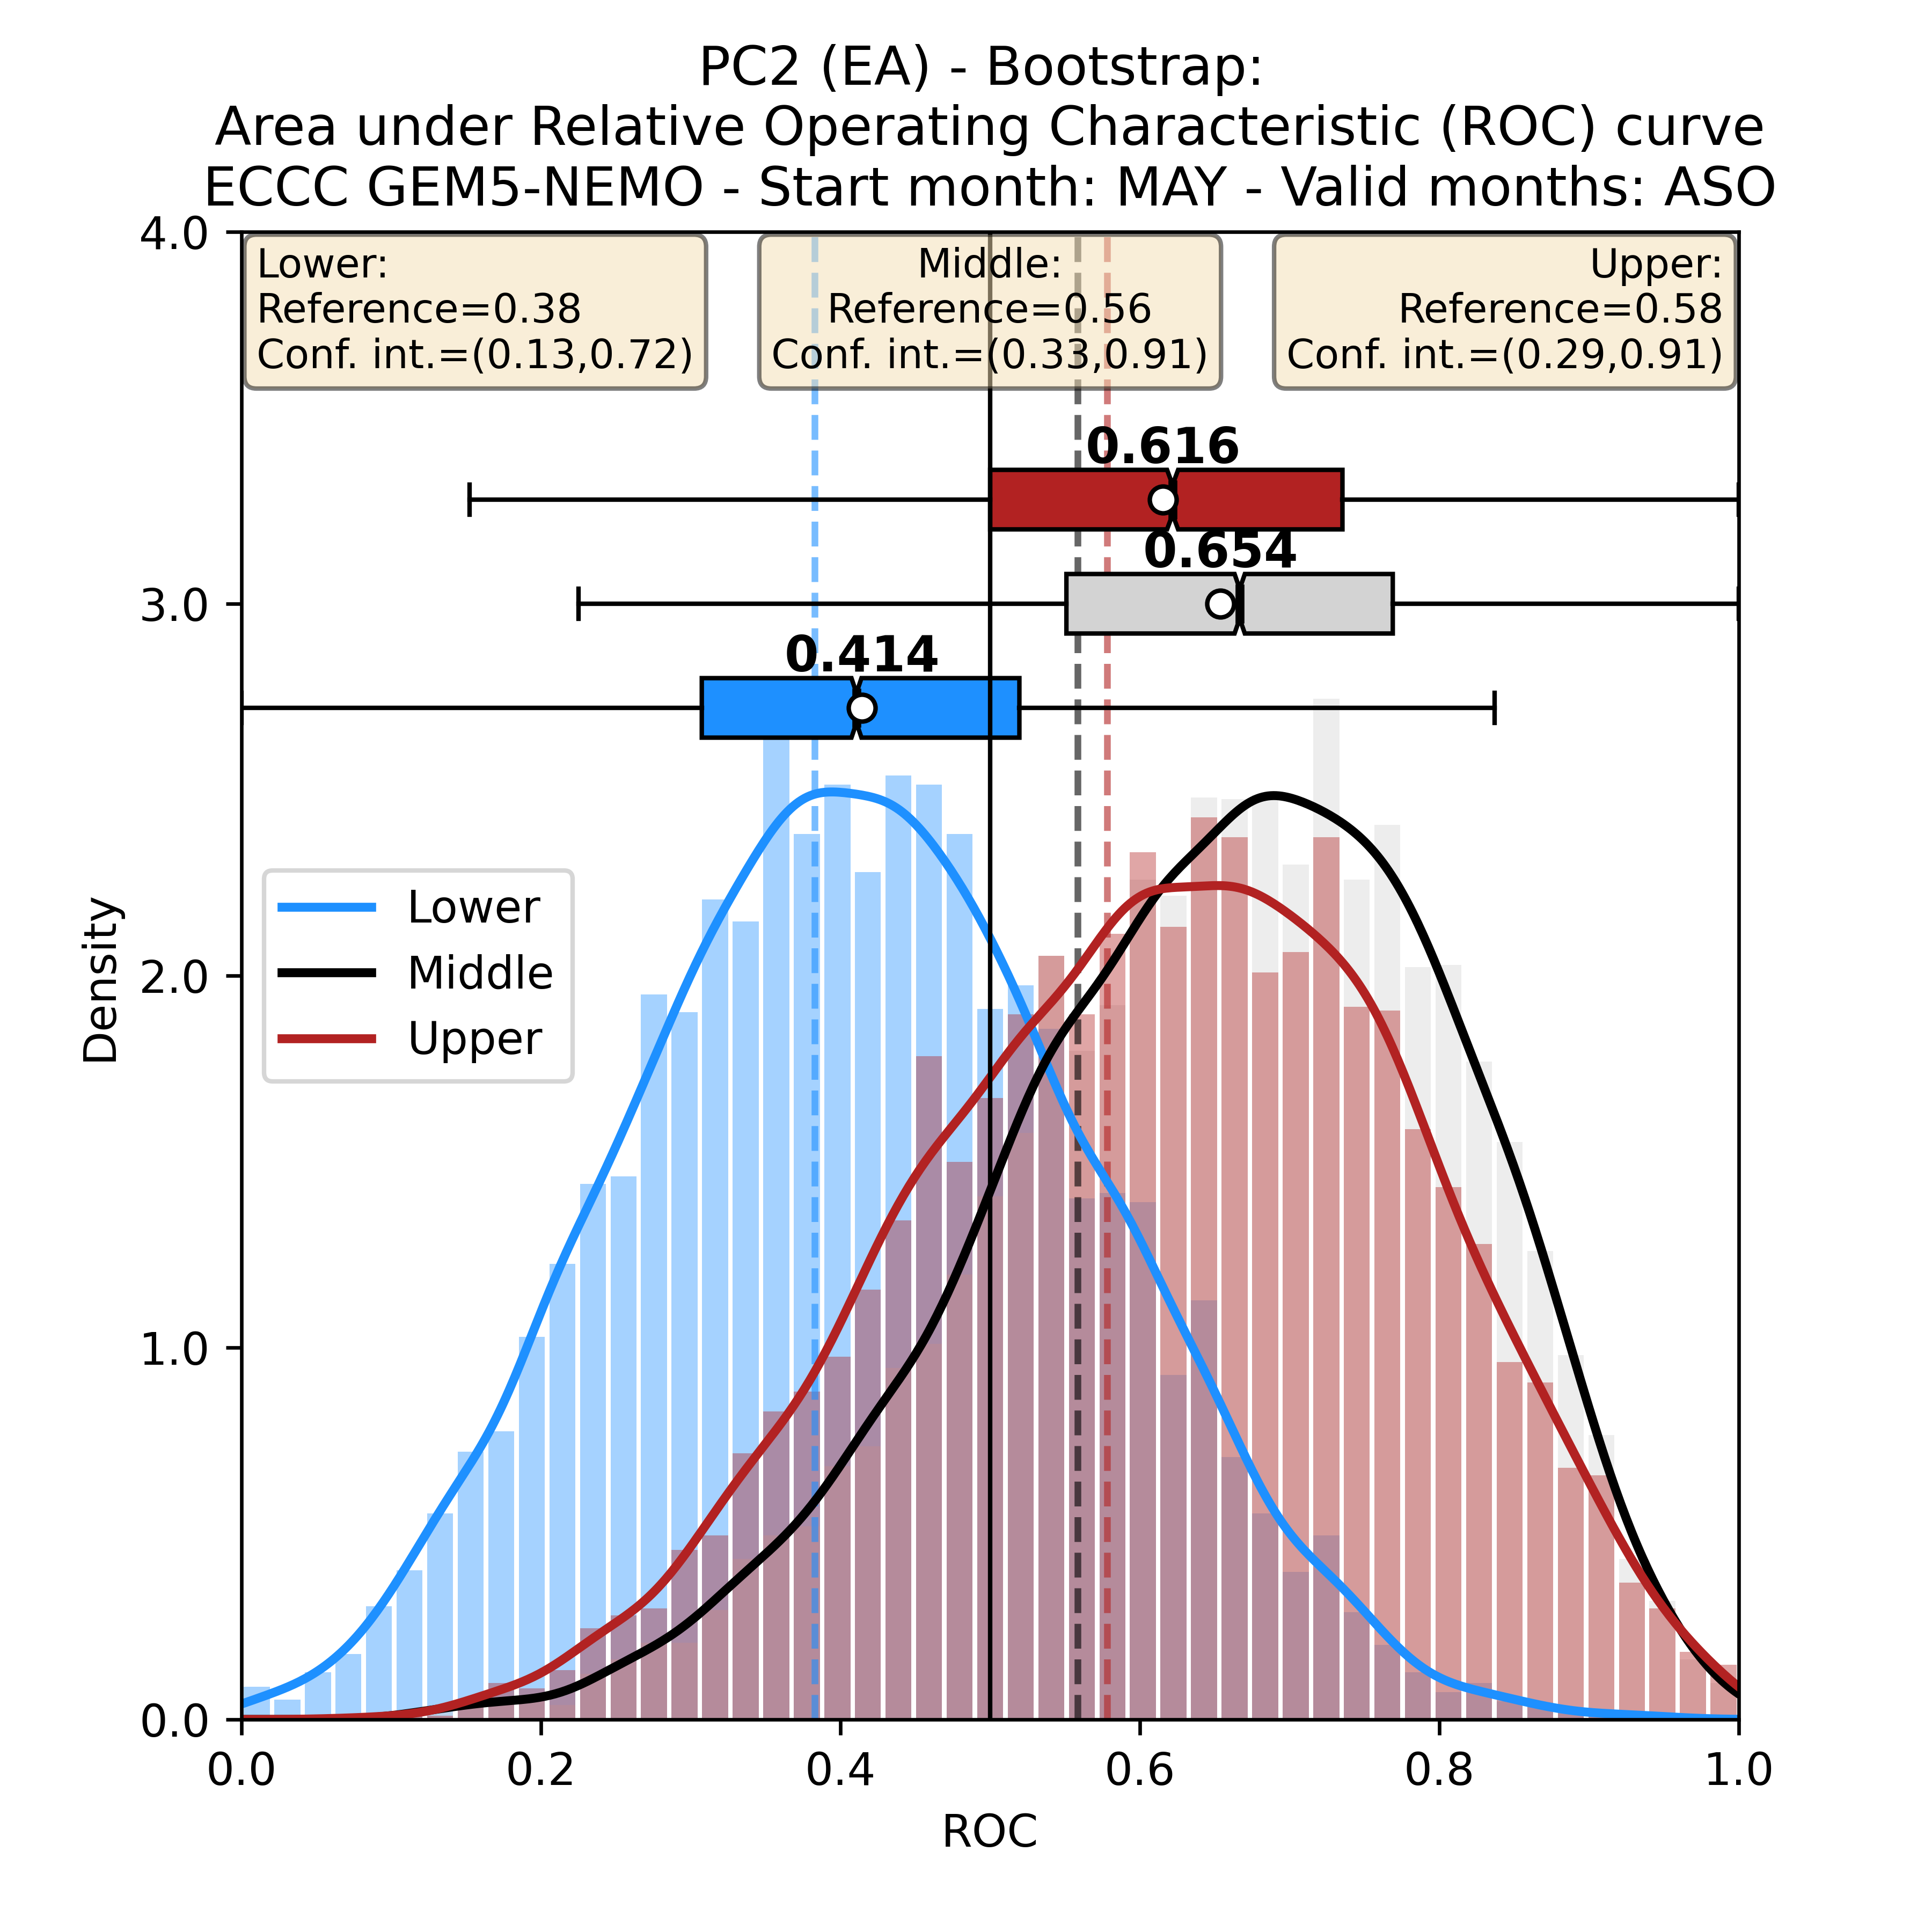 PC2 (EA) - Bootstrap:
Area under Relative Operating Characteristic (ROC) curve
ECCC GEM5-NEMO - Start month: MAY - Valid months: ASO
Lower:
Reference=0.38
Conf. int.=(0.13,0.72)
Middle:
Reference=0.56
Conf. int.=(0.33,0.91)
Upper:
Reference=0.58
Conf. int.=(0.29,0.91)
0.616
0.654
0.414
Lower
Middle
Upper
Density
4.0
3.0
2.0
1.0
0.0
0.0 0.2 0.4 0.6 0.8 1.0
ROC